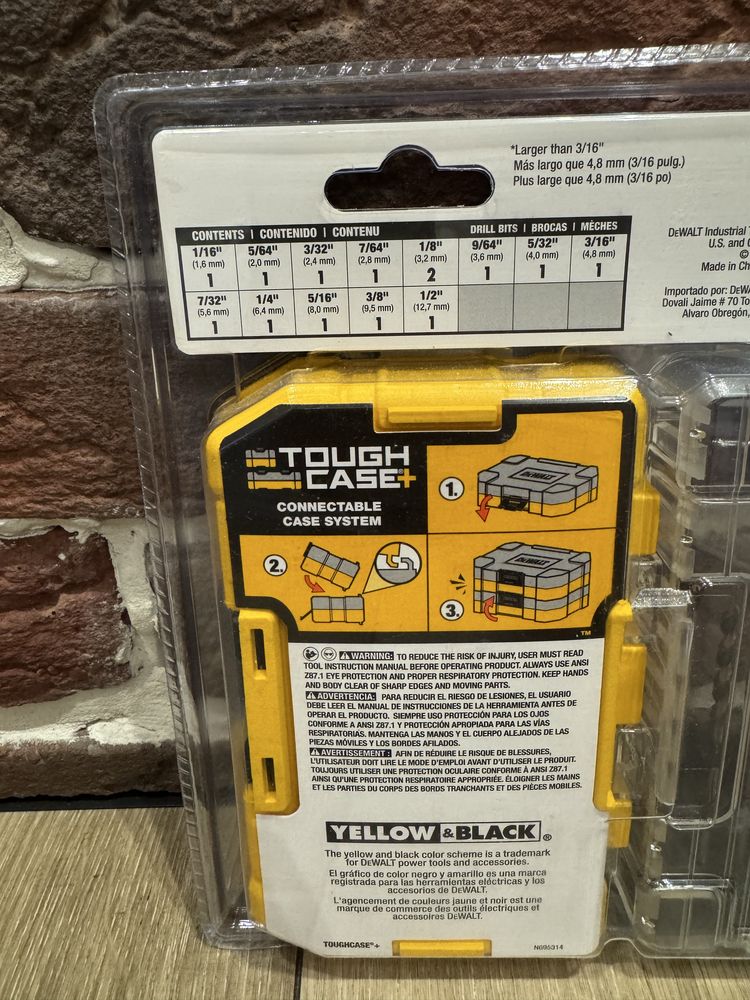 *Larger than 3/16"
Más largo que 4,8 mm (3/16 pulg.)
Plus large que 4,8 mm (3/16 po)
CONTENTS | CONTENIDO | CONTENU DRILL BITS | BROCAS | MÈCHES
1/16" 5/64" 3/32" 7/64" 1/8" 9/64" 5/32" 3/16"
(1,6 mm) (2,0 mm) (2,4 mm) (2,8 mm) (3,2 mm) (3,6 mm) (4,0 mm) (4,8 mm)
1 1 1 1 2 1 1 1
7/32" 1/4" 5/16" 3/8" 1/2"
(5,6 mm) (6,4 mm) (8,0 mm) (9,5 mm) (12,7 mm)
1 1 1 1 1
DEWALT Industrial
U.S. and
©
Made in
Importado por:
Dovali Jaime # 70
Alvaro Obregón,
TOUGH
CASE®+
CONNECTABLE
CASE SYSTEM
1.
DEWALT
2.
3.
DEWALT
™
WARNING: TO REDUCE THE RISK OF INJURY, USER MUST READ
TOOL INSTRUCTION MANUAL BEFORE OPERATING PRODUCT. ALWAYS USE ANSI
Z87.1 EYE PROTECTION AND PROPER RESPIRATORY PROTECTION. KEEP HANDS
AND BODY CLEAR OF SHARP EDGES AND MOVING PARTS.
ADVERTENCIA: PARA REDUCIR EL RIESGO DE LESIONES, EL USUARIO
DEBE LEER EL MANUAL DE INSTRUCCIONES DE LA HERRAMIENTA ANTES DE
OPERAR EL PRODUCTO. SIEMPRE USO PROTECCIÓN PARA LOS OJOS
CONFORME A ANSI Z87.1 Y PROTECCIÓN APROPIADA PARA LAS VÍAS
RESPIRATORIAS. MANTENGA LAS MANOS Y EL CUERPO ALEJADOS DE LAS
PIEZAS MÓVILES Y LOS BORDES AFILADOS.
AVERTISSEMENT : AFIN DE RÉDUIRE LE RISQUE DE BLESSURES,
L'UTILISATEUR DOIT LIRE LE MODE D'EMPLOI AVANT D'UTILISER LE PRODUIT.
TOUJOURS UTILISER UNE PROTECTION OCULAIRE CONFORME À ANSI Z87.1
AINSI QU'UNE PROTECTION RESPIRATOIRE APPROPRIÉE. ÉLOIGNER LES MAINS
ET LES PARTIES DU CORPS DES BORDS TRANCHANTS ET DES PIÈCES MOBILES.
YELLOW & BLACK®
The yellow and black color scheme is a trademark
for DEWALT power tools and accessories.
El gráfico de color negro y amarillo es una marca
registrada para las herramientas eléctricas y los
accesorios de DEWALT.
L'agencement de couleurs jaune et noir est une
marque de commerce des outils électriques et
accessoires DEWALT.
TOUGHCASE®+ N695314